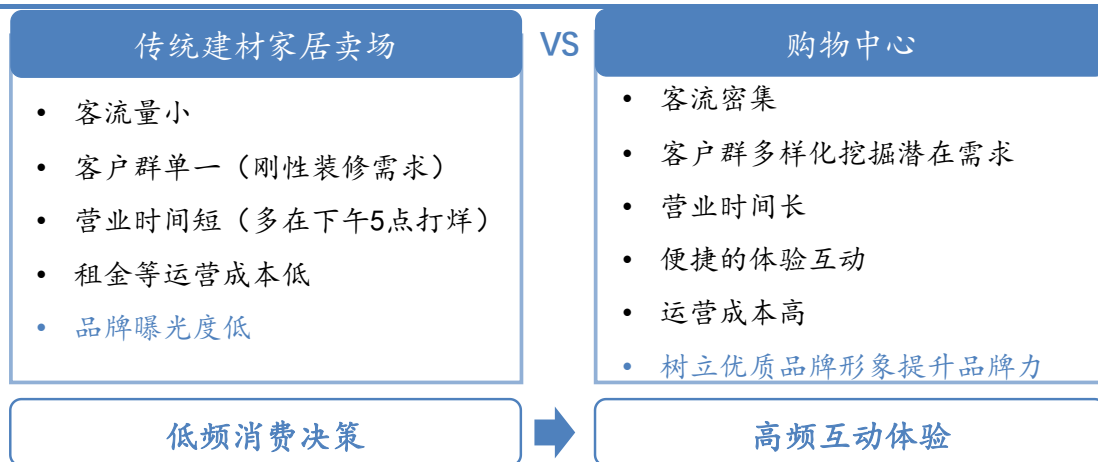 传统建材家居卖场
VS
购物中心
• 客流量小
• 客户群单一（刚性装修需求）
• 营业时间短（多在下午5点打烊）
• 租金等运营成本低
• 品牌曝光度低
• 客流密集
• 客户群多样化挖掘潜在需求
• 营业时间长
• 便捷的体验互动
• 运营成本高
• 树立优质品牌形象提升品牌力
低频消费决策
高频互动体验